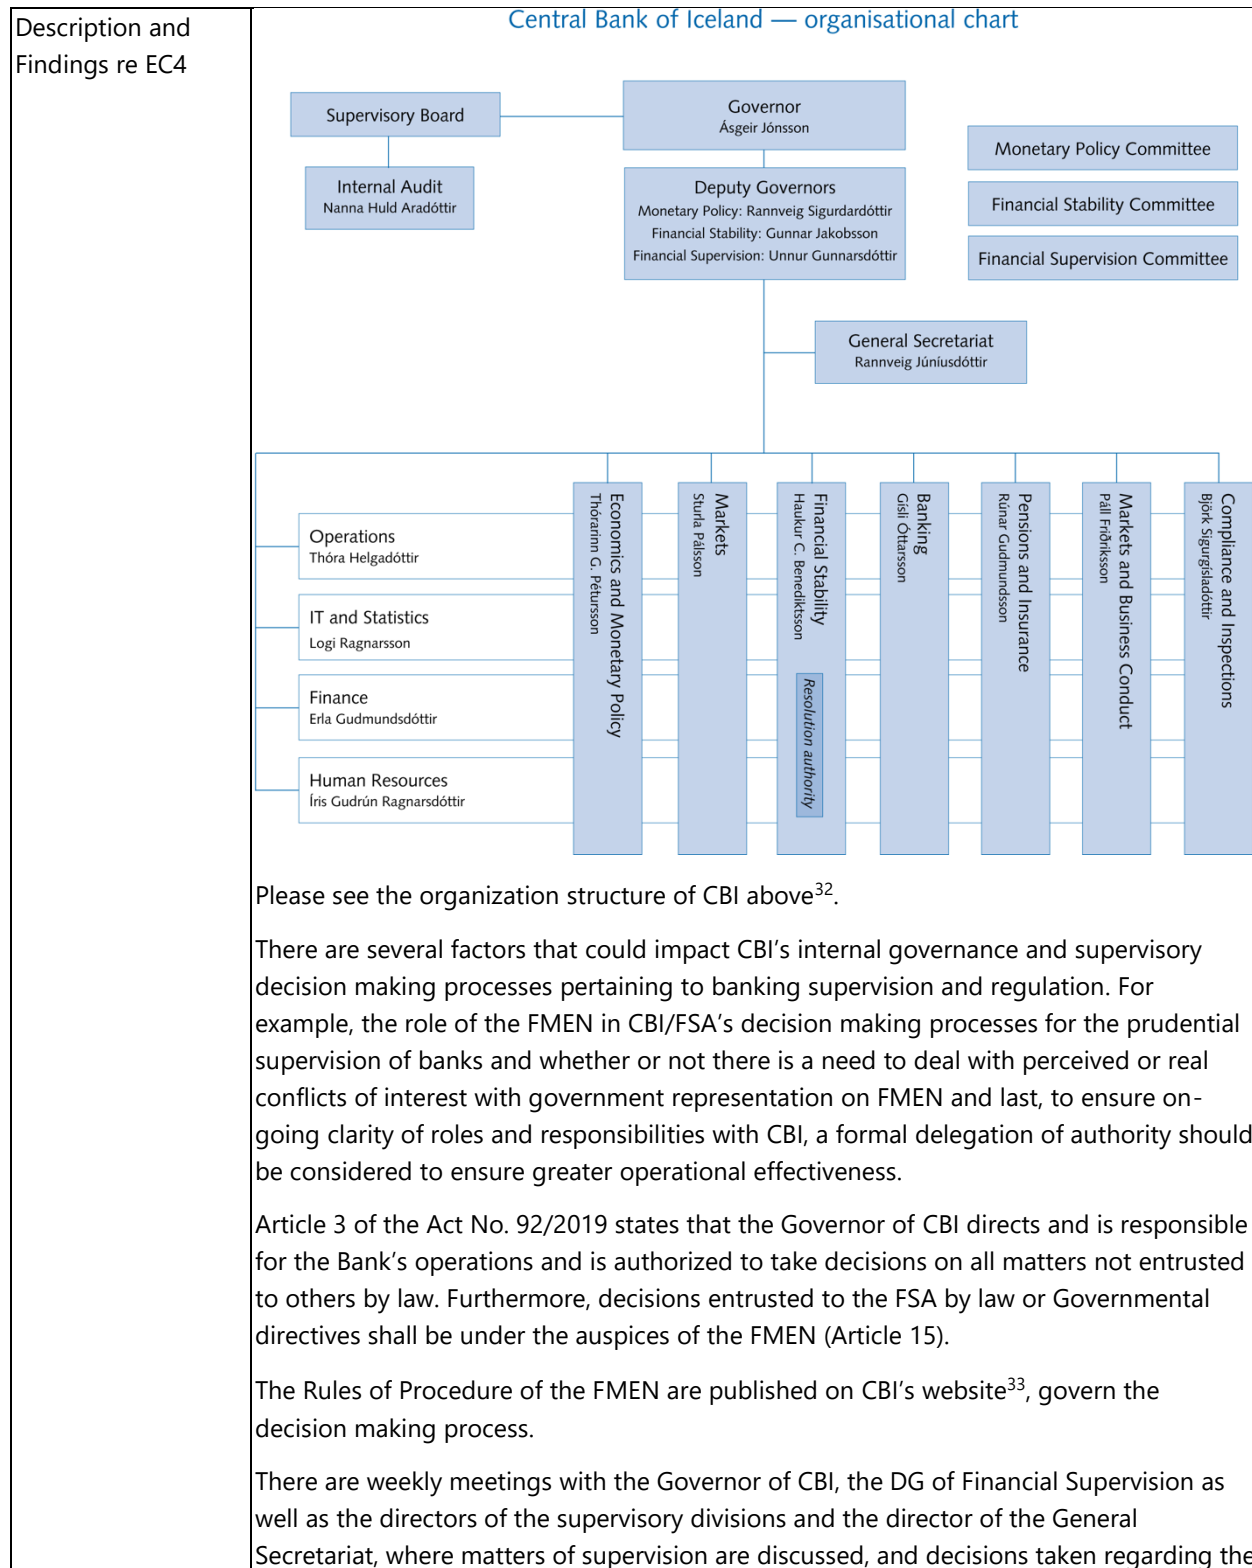 Description and
Findings re EC4
Central Bank of Iceland — organisational chart
Supervisory Board
Governor
Ásgeir Jónsson
Internal Audit
Nanna Huld Aradóttir
Deputy Governors
Monetary Policy: Rannveig Sigurdardóttir
Financial Stability: Gunnar Jakobsson
Financial Supervision: Unnur Gunnarsdóttir
Monetary Policy Committee
Financial Stability Committee
Financial Supervision Committee
General Secretariat
Rannveig Júníusdóttir
Operations
Thóra Helgadóttir
IT and Statistics
Logi Ragnarsson
Finance
Erla Gudmundsdóttir
Human Resources
Íris Gudrún Ragnarsdóttir
Economics and Monetary Policy
Thórarinn G. Pétursson
Markets
Sturla Pálsson
Financial Stability
Haukur C. Benediktsson
Resolution authority
Banking
Gísli Óttarsson
Pensions and Insurance
Rúnar Gudmundsson
Markets and Business Conduct
Páll Friðriksson
Compliance and Inspections
Björk Sigurgísladóttir
Please see the organization structure of CBI above32.
There are several factors that could impact CBI’s internal governance and supervisory
decision making processes pertaining to banking supervision and regulation. For
example, the role of the FMEN in CBI/FSA’s decision making processes for the prudential
supervision of banks and whether or not there is a need to deal with perceived or real
conflicts of interest with government representation on FMEN and last, to ensure on-
going clarity of roles and responsibilities with CBI, a formal delegation of authority should
be considered to ensure greater operational effectiveness.
Article 3 of the Act No. 92/2019 states that the Governor of CBI directs and is responsible
for the Bank’s operations and is authorized to take decisions on all matters not entrusted
to others by law. Furthermore, decisions entrusted to the FSA by law or Governmental
directives shall be under the auspices of the FMEN (Article 15).
The Rules of Procedure of the FMEN are published on CBI’s website33, govern the
decision making process.
There are weekly meetings with the Governor of CBI, the DG of Financial Supervision as
well as the directors of the supervisory divisions and the director of the General
Secretariat, where matters of supervision are discussed, and decisions taken regarding the